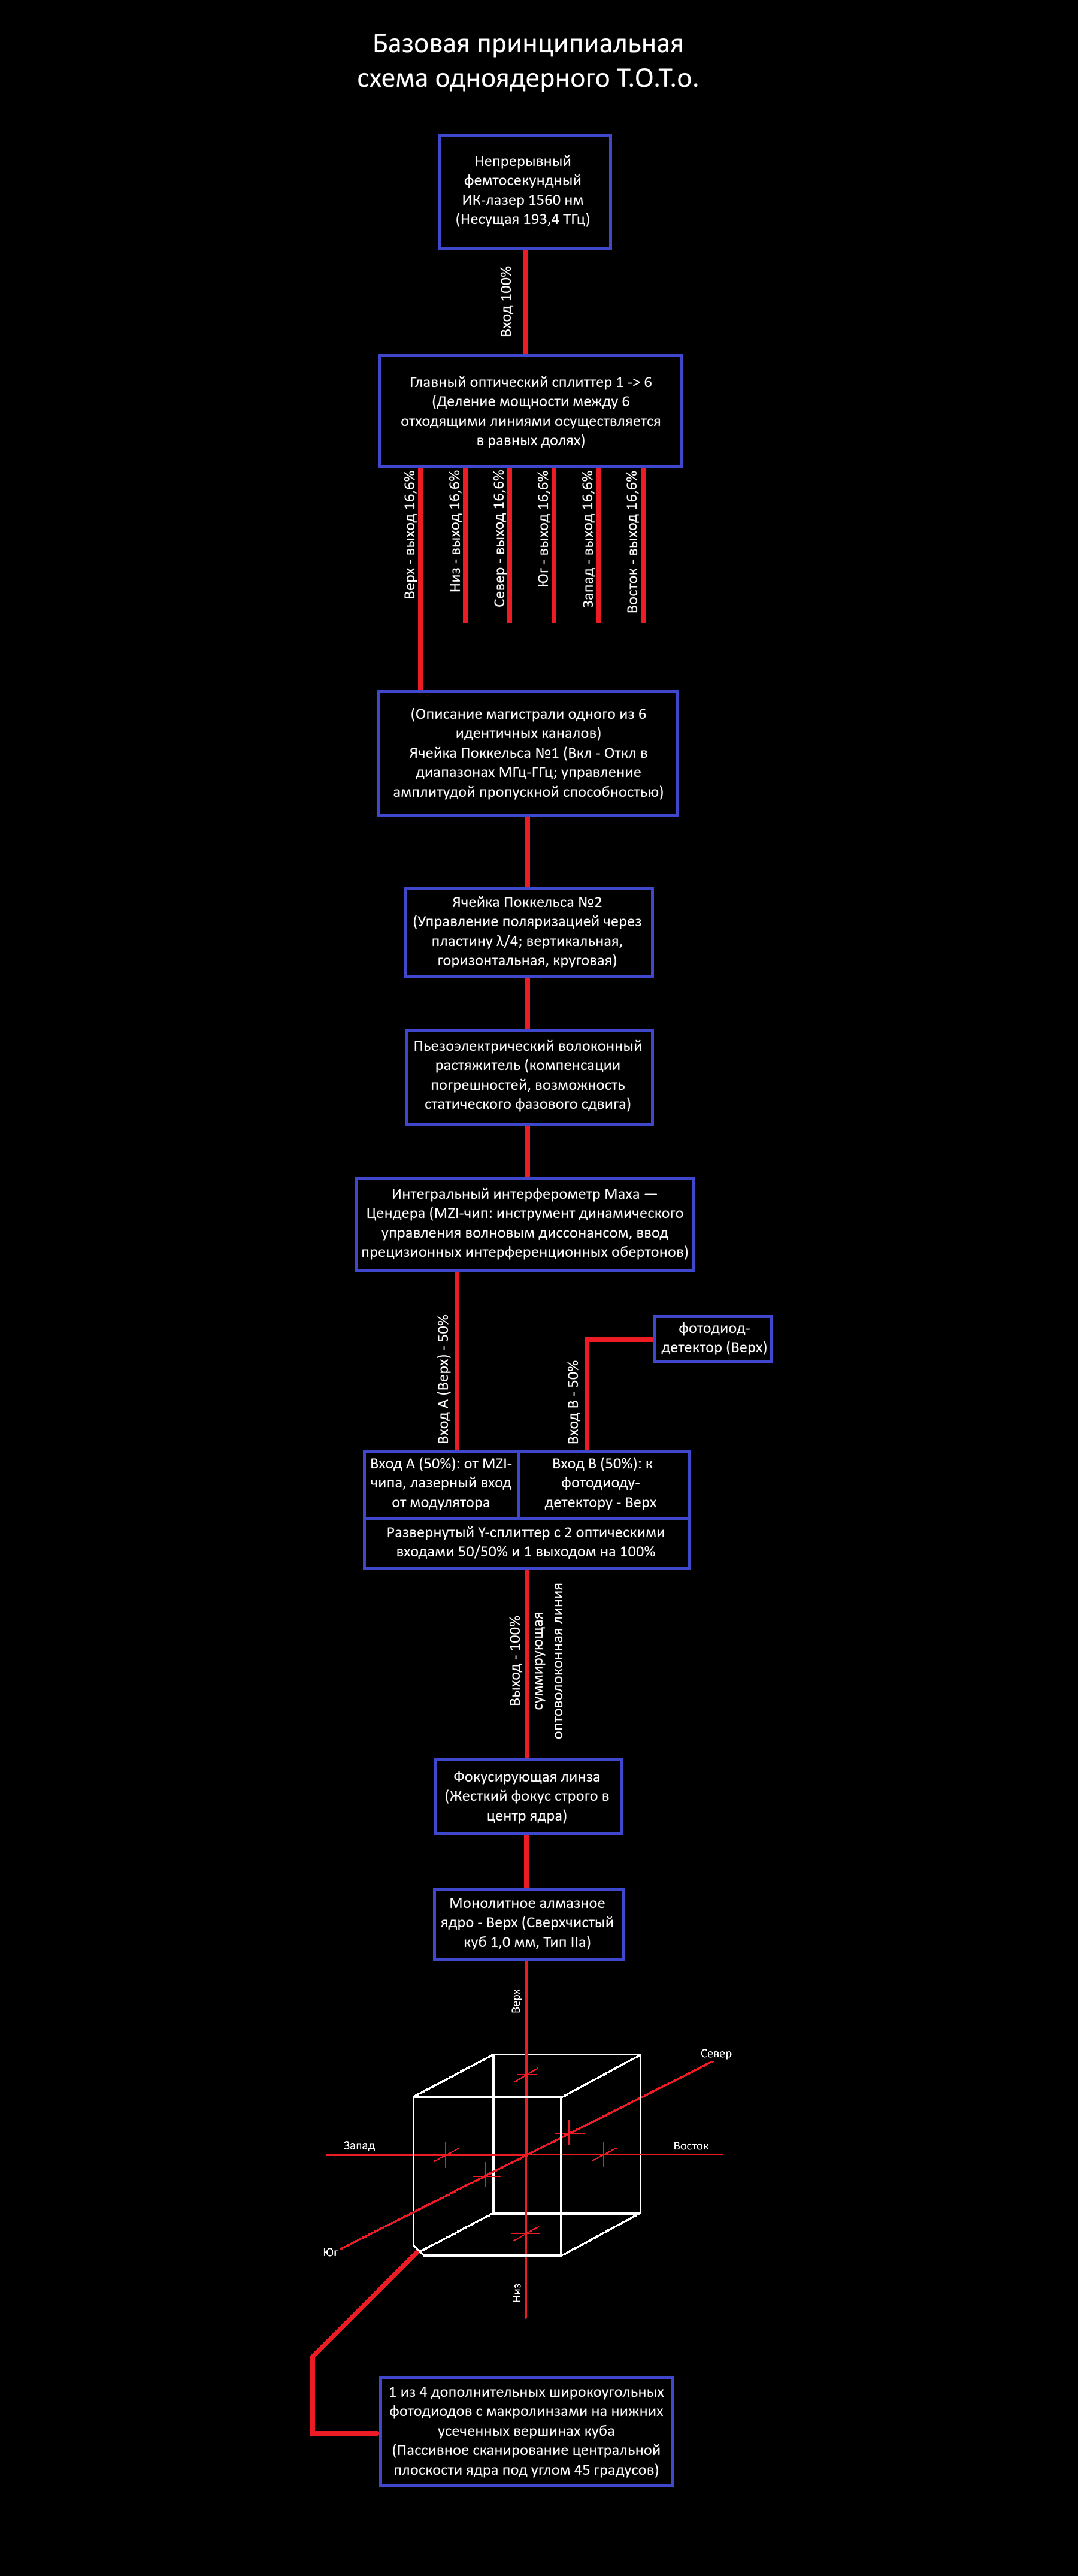 Базовая принципиальная
схема одноядерного Т.О.Т.о.
Непрерывный
фемтосекундный
ИК-лазер 1560 нм
(Несущая 193,4 ТГц)
Вход 100%
Главный оптический сплиттер 1 -> 6
(Деление мощности между 6
отходящими линиями осуществляется
в равных долях)
Верх - выход 16,6%
Низ - выход 16,6%
Север - выход 16,6%
Юг - выход 16,6%
Запад - выход 16,6%
Восток - выход 16,6%
(Описание магистрали одного из 6
идентичных каналов)
Ячейка Поккельса №1 (Вкл - Откл в
диапазонах МГц-ГГц; управление
амплитудой пропускной способностью)
Ячейка Поккельса №2
(Управление поляризацией через
пластину λ/4; вертикальная,
горизонтальная, круговая)
Пьезоэлектрический волоконный
растяжитель (компенсации
погрешностей, возможность
статического фазового сдвига)
Интегральный интерферометр Маха —
Цендера (MZI-чип: инструмент динамического
управления волновым диссонансом, ввод
прецизионных интерференционных обертонов)
Вход А (Верх) - 50%
Вход В - 50%
фотодиод-
детектор (Верх)
Вход А (50%): от MZI-
чипа, лазерный вход
от модулятора
Вход В (50%): к
фотодиоду-
детектору - Верх
Развернутый Y-сплиттер с 2 оптическими
входами 50/50% и 1 выходом на 100%
Выход - 100%
суммирующая
оптоволоконная линия
Фокусирующая линза
(Жесткий фокус строго в
центр ядра)
Монолитное алмазное
ядро - Верх (Сверхчистый
куб 1,0 мм, Тип IIa)
Верх
Север
Запад
Восток
Юг
Низ
1 из 4 дополнительных широкоугольных
фотодиодов с макролинзами на нижних
усеченных вершинах куба
(Пассивное сканирование центральной
плоскости ядра под углом 45 градусов)